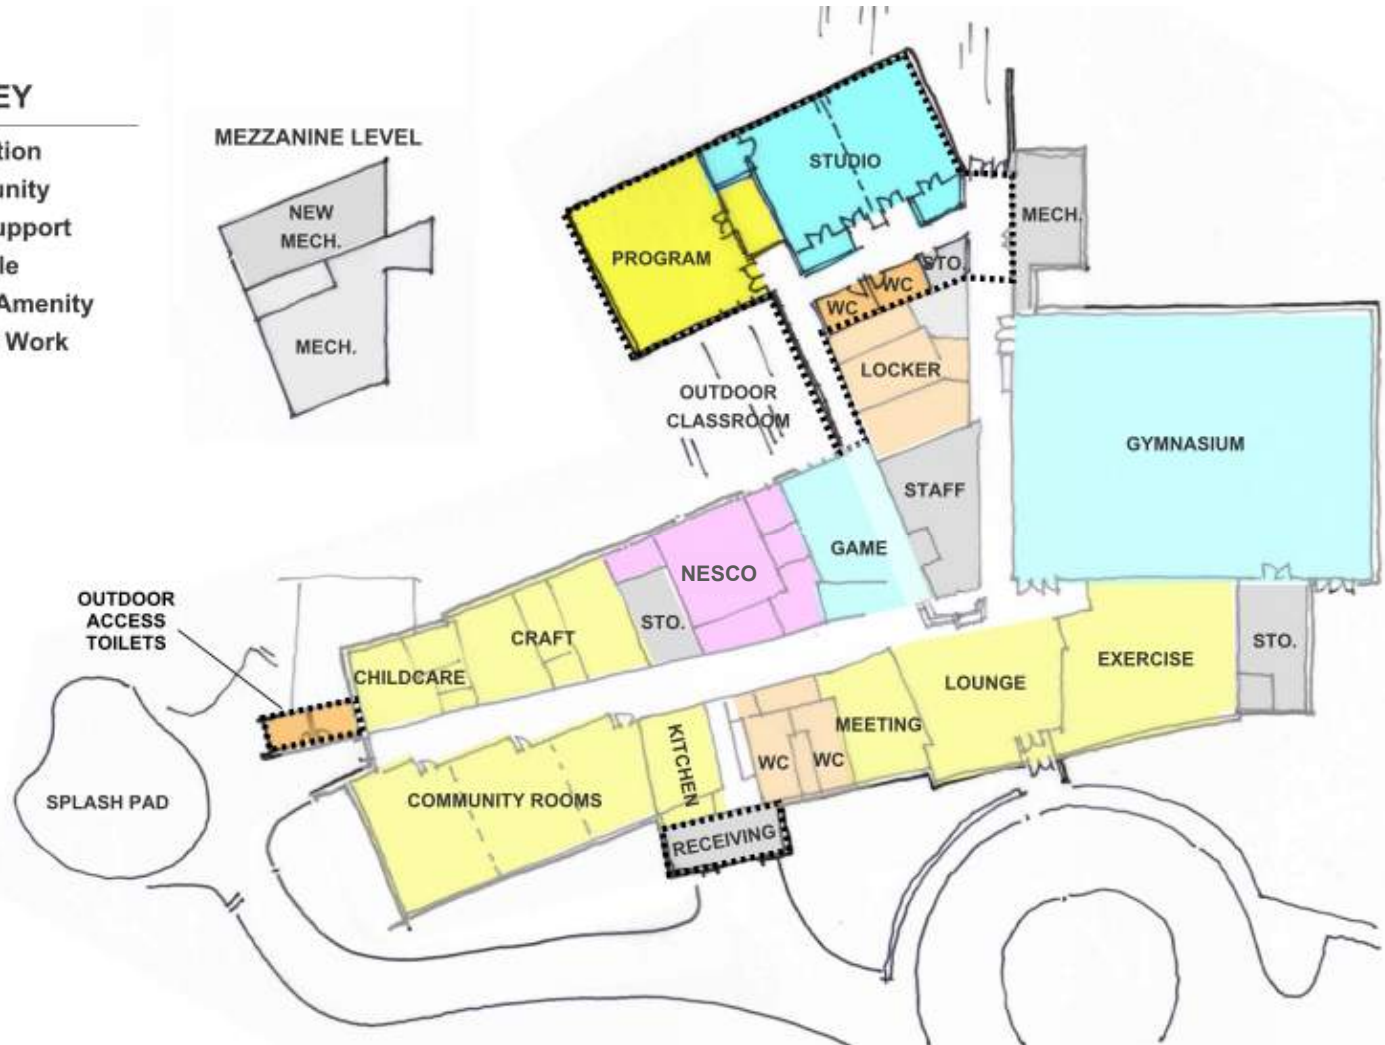 EY
tion
unity
upport
le
Amenity
Work
MEZZANINE LEVEL
NEW
MECH.
MECH.
STUDIO
PROGRAM
MECH.
STO.
WC
WC
LOCKER
OUTDOOR
CLASSROOM
GYMNASIUM
STAFF
GAME
NESCO
STO.
CRAFT
CHILDCARE
OUTDOOR
ACCESS
TOILETS
SPLASH PAD
COMMUNITY ROOMS
KITCHEN
RECEIVING
WC
WC
MEETING
LOUNGE
EXERCISE
STO.